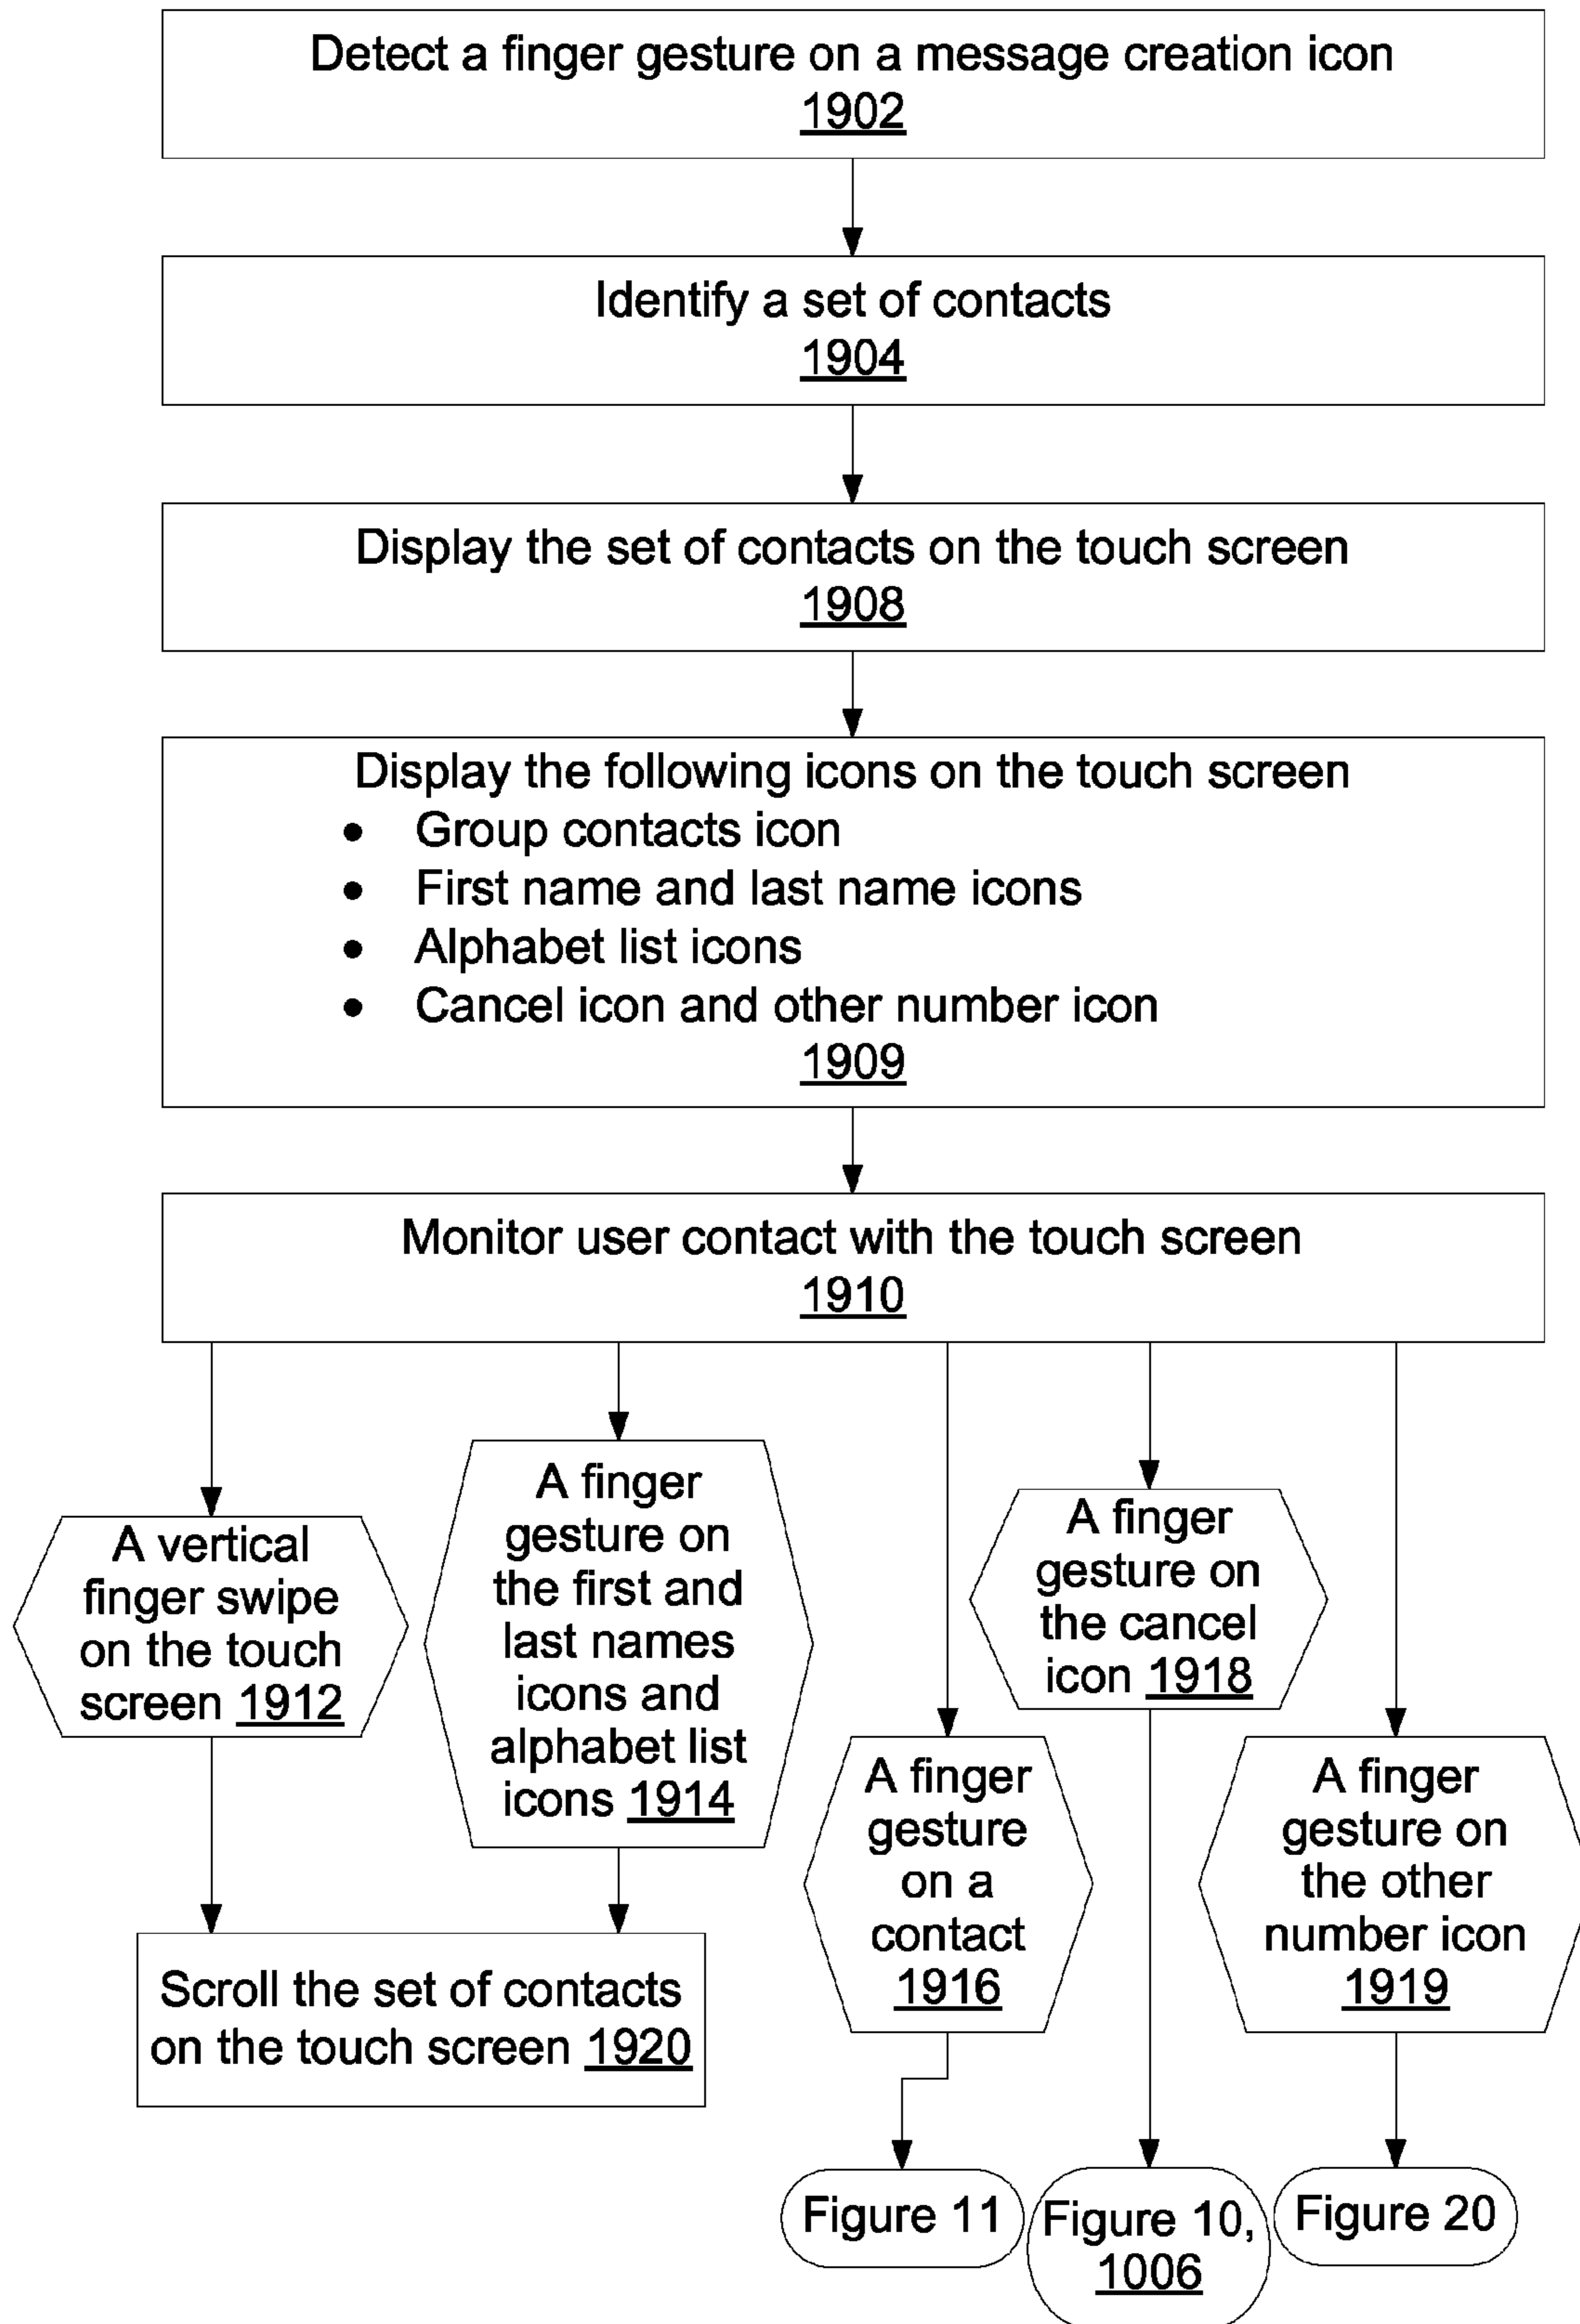 Detect a finger gesture on a message creation icon
1902
Identify a set of contacts
1904
Display the set of contacts on the touch screen
1908
Display the following icons on the touch screen
● Group contacts icon
● First name and last name icons
● Alphabet list icons
● Cancel icon and other number icon
1909
Monitor user contact with the touch screen
1910
A vertical
finger swipe
on the touch
screen 1912
A finger
gesture on
the first and
last names
icons and
alphabet list
icons 1914
A finger
gesture
on a
contact
1916
A finger
gesture on
the cancel
icon 1918
A finger
gesture on
the other
number icon
1919
Scroll the set of contacts
on the touch screen 1920
Figure 11
Figure 10,
1006
Figure 20